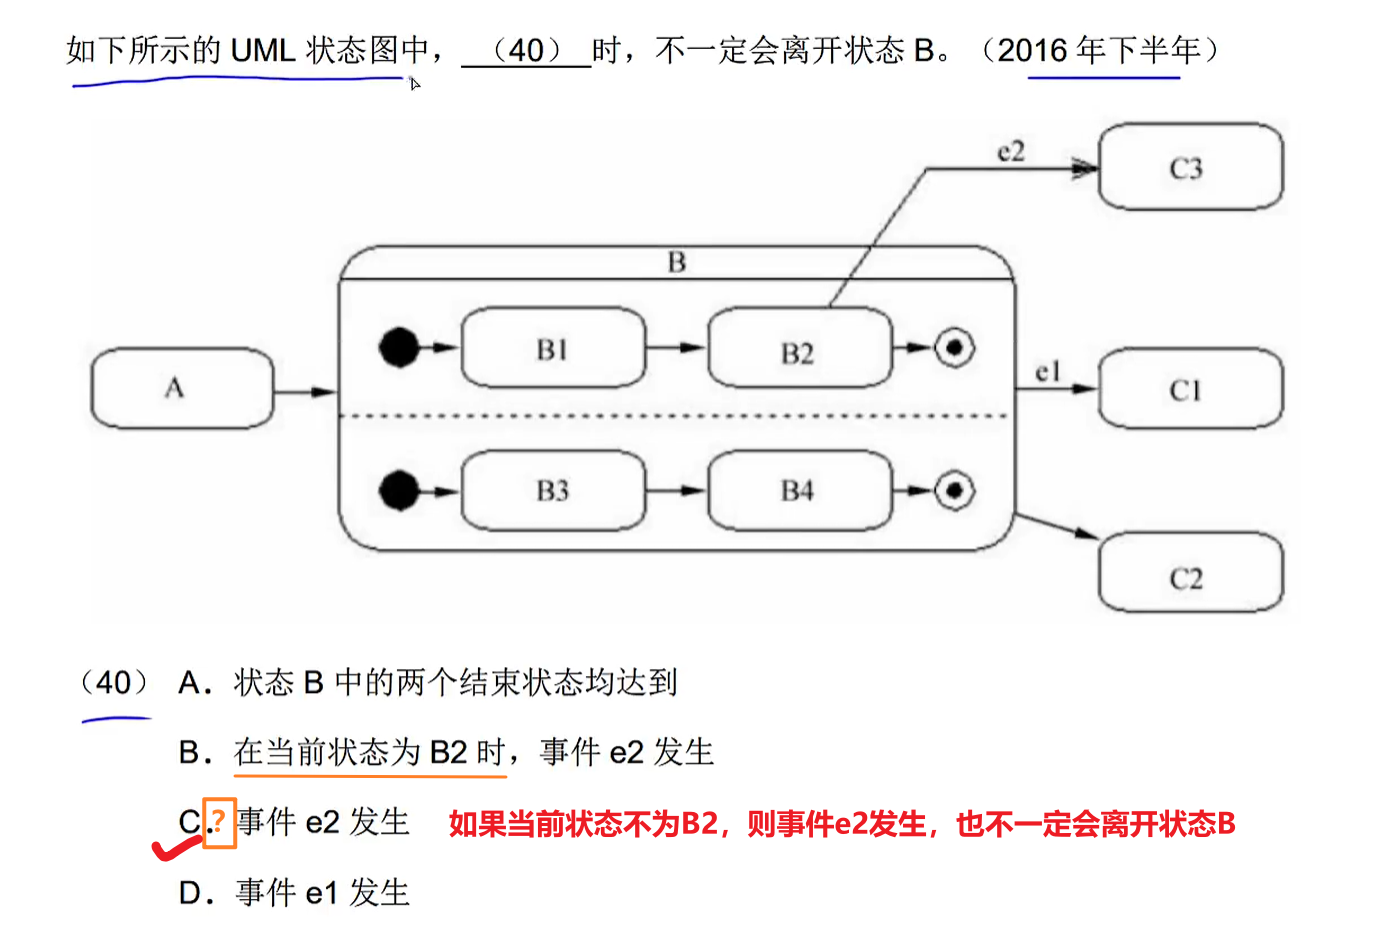 如下所示的 UML 状态图中，（40）时，不一定会离开状态 B。（2016 年下半年）
e2
C3
B
B1
B2
A
e1
C1
B3
B4
C2
（40） A. 状态 B 中的两个结束状态均达到
B. 在当前状态为 B2 时，事件 e2 发生
C.? 事件 e2 发生 如果当前状态不为B2，则事件e2发生，也不一定会离开状态B
D. 事件 e1 发生